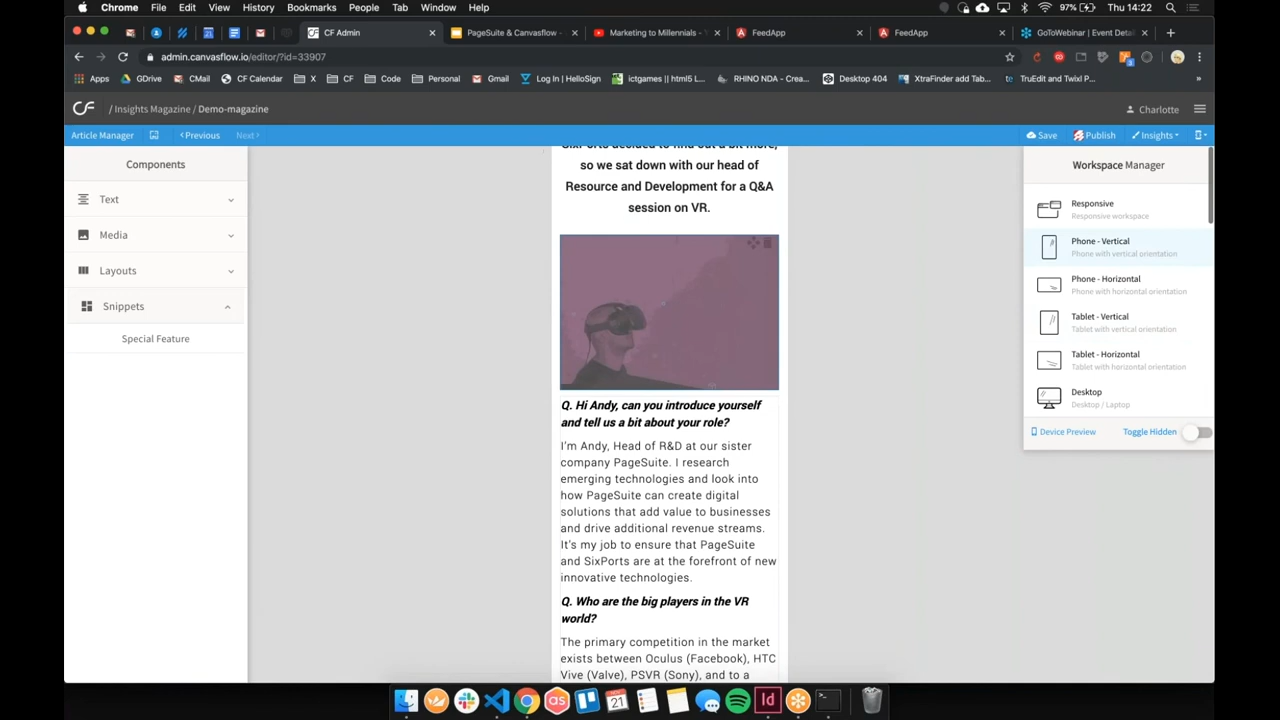 Chrome File Edit View History Bookmarks People Tab Window Help
97% Thu 14:22
CF Admin
PageSuite & Canvasflow -
Marketing to Millennials -
FeedApp
FeedApp
GoToWebinar | Event Detai
admin.canvasflow.io/editor/?id=33907
Apps GDrive CMail CF Calendar X CF Code Personal Gmail Log In | HelloSign ictgames | html5 I... RHINO NDA - Crea... Desktop 404 XtraFinder add Tab... TruEdit and Twixl P...
CF / Insights Magazine / Demo-magazine
Charlotte
Article Manager < Previous Next >
Save Publish Insights
Components
Text
Media
Layouts
Snippets
Special Feature
so we sat down with our head of
Resource and Development for a Q&A
session on VR.
Q. Hi Andy, can you introduce yourself
and tell us a bit about your role?
I'm Andy, Head of R&D at our sister
company PageSuite. I research
emerging technologies and look into
how PageSuite can create digital
solutions that add value to businesses
and drive additional revenue streams.
It's my job to ensure that PageSuite
and SixPorts are at the forefront of new
innovative technologies.
Q. Who are the big players in the VR
world?
The primary competition in the market
exists between Oculus (Facebook), HTC
Vive (Valve), PSVR (Sony), and to a
Workspace Manager
Responsive
Responsive workspace
Phone - Vertical
Phone with vertical orientation
Phone - Horizontal
Phone with horizontal orientation
Tablet - Vertical
Tablet with vertical orientation
Tablet - Horizontal
Tablet with horizontal orientation
Desktop
Desktop / Laptop
Device Preview Toggle Hidden
as
NOV
21
Id